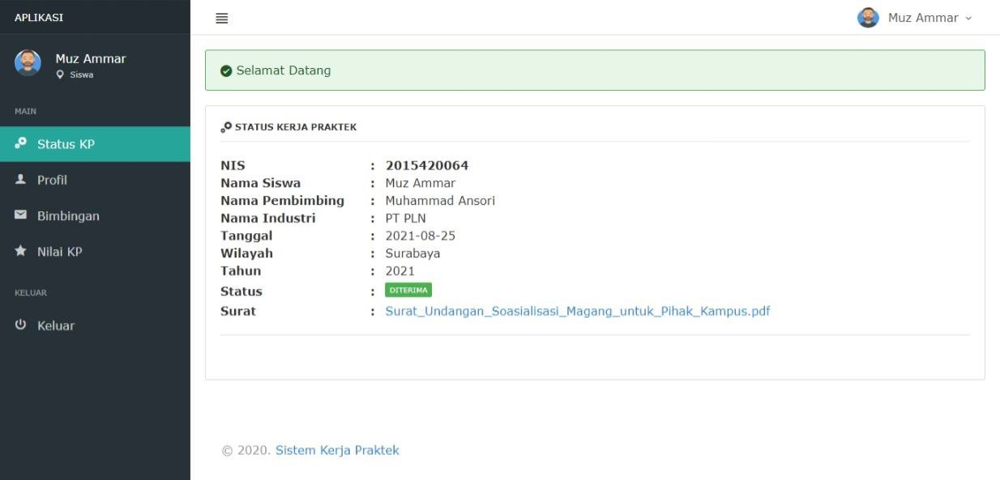 APLIKASI
Muz Ammar
Muz Ammar
Siswa
MAIN
Status KP
Profil
Bimbingan
Nilai KP
KELUAR
Keluar
Selamat Datang
STATUS KERJA PRAKTEK
NIS : 2015420064
Nama Siswa : Muz Ammar
Nama Pembimbing : Muhammad Ansori
Nama Industri : PT PLN
Tanggal : 2021-08-25
Wilayah : Surabaya
Tahun : 2021
Status : DITERIMA
Surat : Surat_Undangan_Soasialisasi_Magang_untuk_Pihak_Kampus.pdf
© 2020. Sistem Kerja Praktek